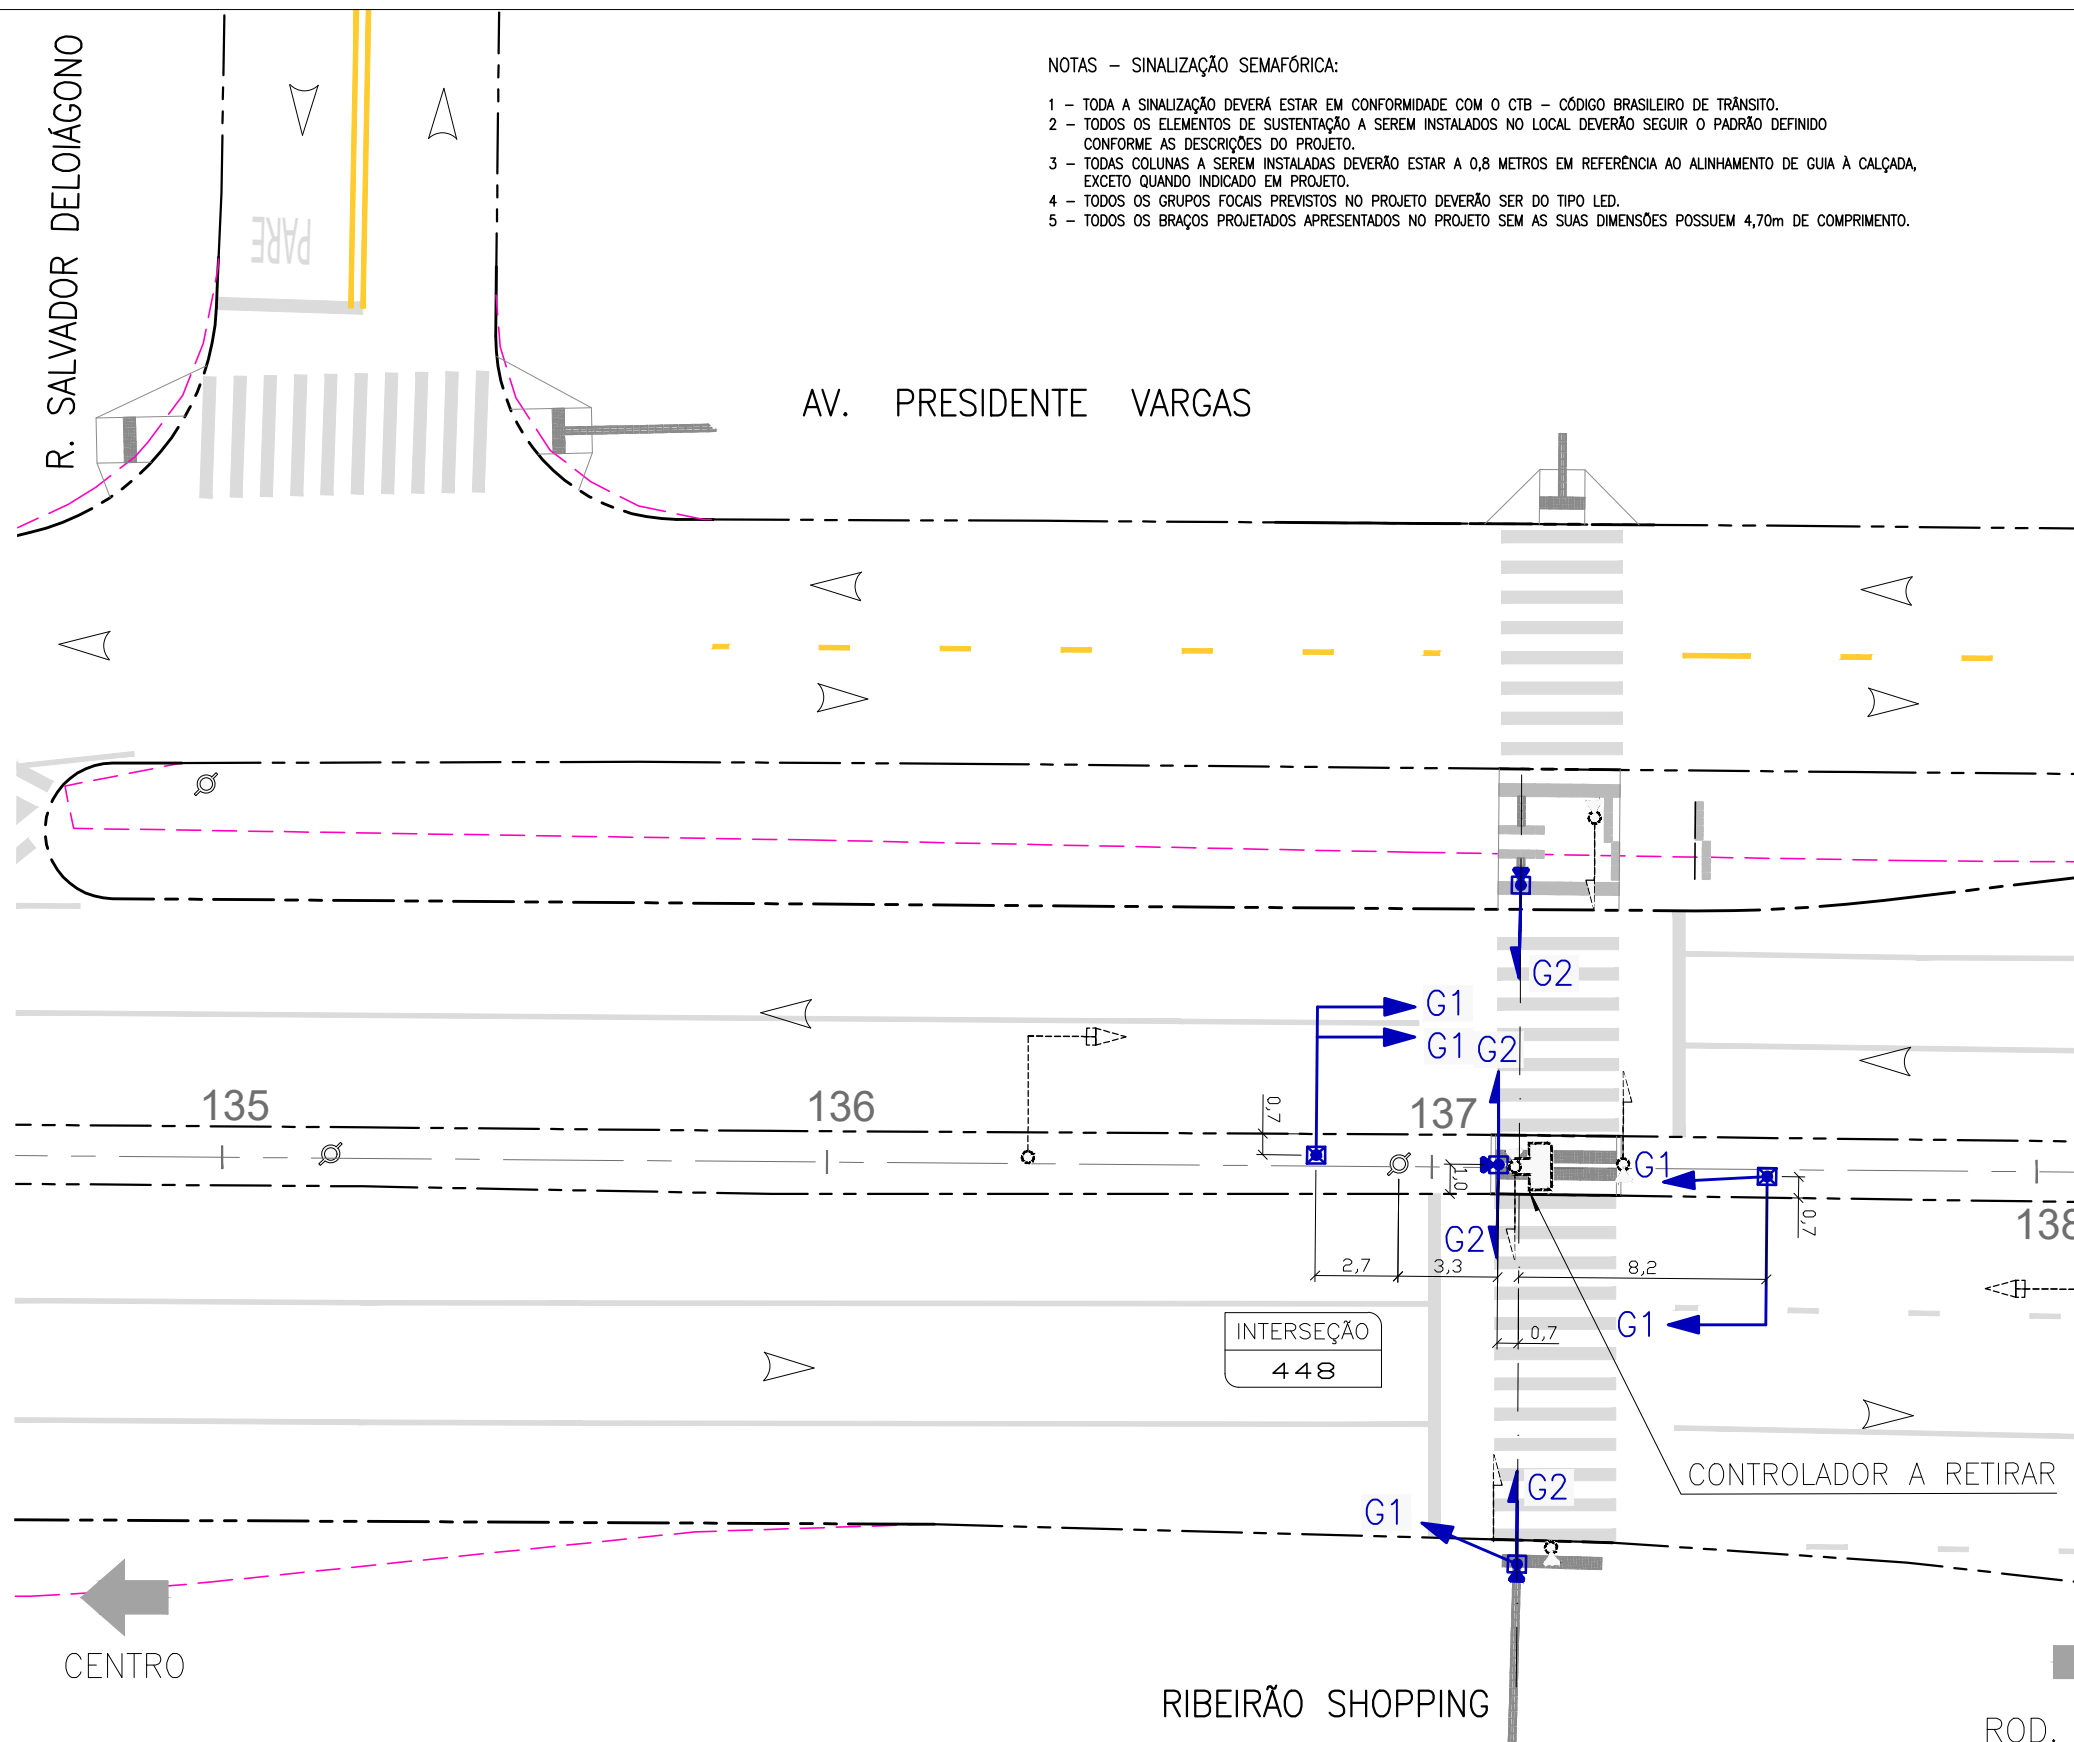 R. SALVADOR DELOIÁGONO
NOTAS – SINALIZAÇÃO SEMAFÓRICA:
1 – TODA A SINALIZAÇÃO DEVERÁ ESTAR EM CONFORMIDADE COM O CTB – CÓDIGO BRASILEIRO DE TRÂNSITO.
2 – TODOS OS ELEMENTOS DE SUSTENTAÇÃO A SEREM INSTALADOS NO LOCAL DEVERÃO SEGUIR O PADRÃO DEFINIDO
CONFORME AS DESCRIÇÕES DO PROJETO.
3 – TODAS COLUNAS A SEREM INSTALADAS DEVERÃO ESTAR A 0,8 METROS EM REFERÊNCIA AO ALINHAMENTO DE GUIA À CALÇADA,
EXCETO QUANDO INDICADO EM PROJETO.
4 – TODOS OS GRUPOS FOCAIS PREVISTOS NO PROJETO DEVERÃO SER DO TIPO LED.
5 – TODOS OS BRAÇOS PROJETADOS APRESENTADOS NO PROJETO SEM AS SUAS DIMENSÕES POSSUEM 4,70m DE COMPRIMENTO.
PARE
AV. PRESIDENTE VARGAS
G2
G1
G1 G2
135
136
0,7
137
G1
1,0
0,7
138
G2
2,7
3,3
8,2
G1
0,7
INTERSEÇÃO
448
CONTROLADOR A RETIRAR
G2
G1
CENTRO
RIBEIRÃO SHOPPING
ROD.